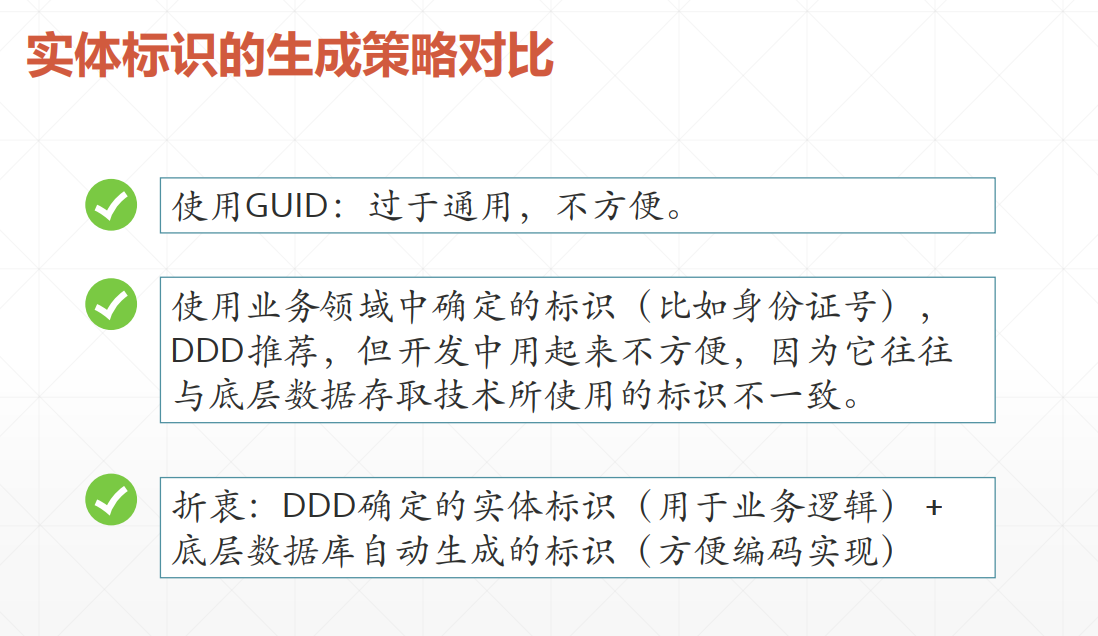 实体标识的生成策略对比
使用GUID：过于通用，不方便。
使用业务领域中确定的标识（比如身份证号），
DDD推荐，但开发中用起来不方便，因为它往往
与底层数据存取技术所使用的标识不一致。
折衷：DDD确定的实体标识（用于业务逻辑）+
底层数据库自动生成的标识（方便编码实现）